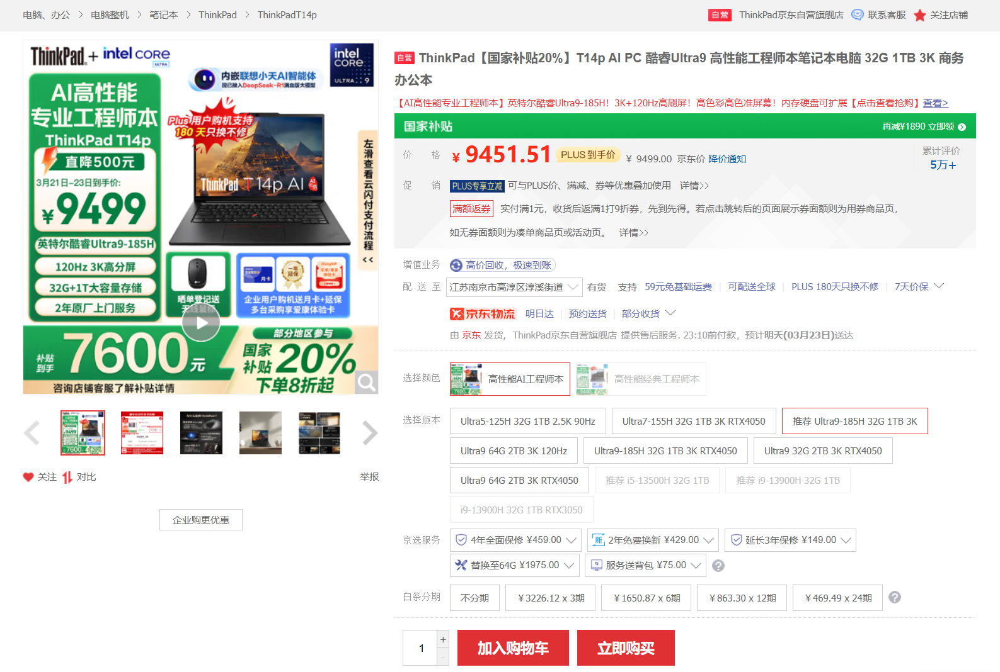 电脑、办公 > 电脑整机 > 笔记本 > ThinkPad > ThinkPadT14p
自营 ThinkPad京东自营旗舰店 联系客服 关注店铺
ThinkPad + intel CORE ULTRA
intel CORE ULTRA 9
内嵌联想小天AI智能体
现已接入DeepSeek-R1满血版大模型
AI高性能
专业工程师本
ThinkPad T14p
直降500元
3月21日-23日到手价:
¥9499
英特尔酷睿Ultra9-185H
120Hz 3K高分屏
32G+1T大容量存储
2年原厂上门服务
Plus用户购机支持
180 天只换不修
ThinkPad T14p AI
左滑查看云闪付支付流程 <<
晒单登记送
无线鼠标
月卡
一年延保
企业用户购机送月卡+延保
多台采购享爱康体验卡
补贴到手 7600元
部分地区参与
国家补贴 20%
下单8折起
咨询店铺客服了解补贴详情
关注 对比 举报
企业购更优惠
自营 ThinkPad【国家补贴20%】T14p AI PC 酷睿Ultra9 高性能工程师本笔记本电脑 32G 1TB 3K 商务
办公本
【AI高性能专业工程师本】英特尔酷睿Ultra9-185H！3K+120Hz高刷屏！高色彩高色准屏幕！内存硬盘可扩展【点击查看抢购】查看>
国家补贴 再减¥1890 立即领
价格 ¥ 9451.51 PLUS到手价 ¥ 9499.00 京东价 降价通知
累计评价
5万+
促销 PLUS专享立减 可与PLUS价、满减、券等优惠叠加使用 详情>>
满额返券 实付满1元，收货后返满1打9折券，先到先得。若点击跳转后的页面展示券面额则为用券商品页，
如无券面额则为凑单商品页或活动页。 详情>>
增值业务 高价回收，极速到账
配送至 江苏南京市高淳区淳溪街道 有货 支持 59元免基础运费 | 可配送全球 | PLUS 180天只换不修 | 7天价保
京东物流 明日达 | 预约送货 | 部分收货
由 京东 发货，ThinkPad京东自营旗舰店 提供售后服务. 23:10前付款，预计明天(03月23日)送达
选择颜色 高性能AI工程师本 高性能经典工程师本
选择版本 Ultra5-125H 32G 1TB 2.5K 90Hz Ultra7-155H 32G 1TB 3K RTX4050 推荐 Ultra9-185H 32G 1TB 3K
Ultra9 64G 2TB 3K 120Hz Ultra9-185H 32G 1TB 3K RTX4050 Ultra9 32G 2TB 3K RTX4050
Ultra9 64G 2TB 3K RTX4050 推荐 i5-13500H 32G 1TB 推荐 i9-13900H 32G 1TB
i9-13900H 32G 1TB RTX3050
京选服务 4年全面保修 ¥459.00 新 2年免费换新 ¥429.00 延长3年保修 ¥149.00
替换至64G ¥1975.00 服务送背包 ¥75.00 ?
白条分期 不分期 ¥3226.12 x 3期 ¥1650.87 x 6期 ¥863.30 x 12期 ¥469.49 x 24期 ?
1 + - 加入购物车 立即购买